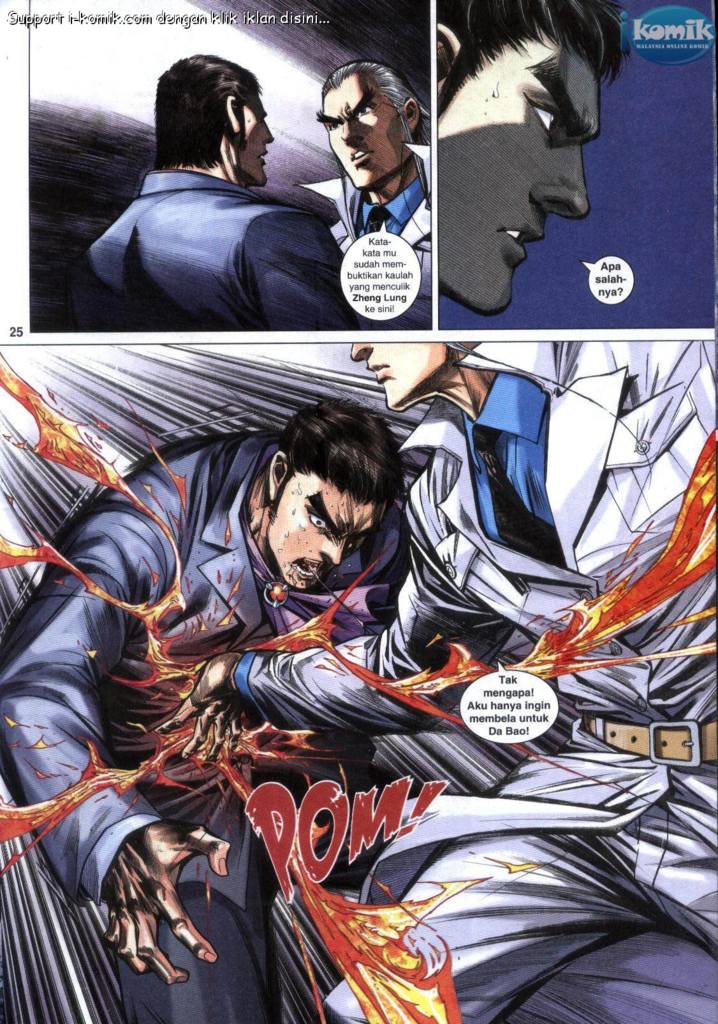 Support i-komik.com dengan klik iklan disini...
i komik
MALAYSIA ONLINE KOMIK
Kata-
kata mu
sudah mem-
buktikan kaulah
yang menculik
Zheng Lung
ke sini!
Apa
salah-
nya?
25
Tak
mengapa!
Aku hanya ingin
membela untuk
Da Bao!
POM!